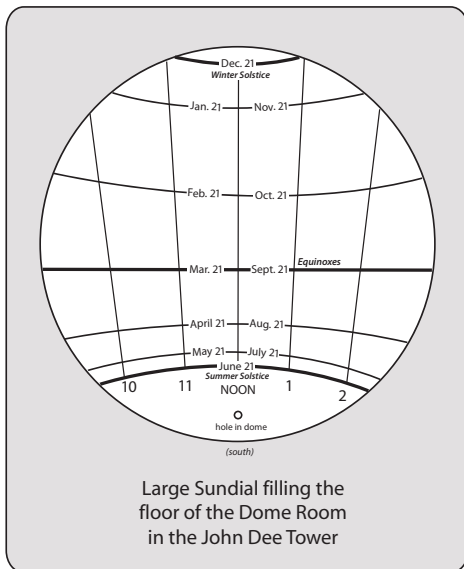 Dec. 21
Winter Solstice
Jan. 21 Nov. 21
Feb. 21 Oct. 21
Equinoxes
Mar. 21 Sept. 21
April 21 Aug. 21
May 21 July 21
June 21
Summer Solstice
10 11 NOON 1 2
hole in dome
(south)
Large Sundial filling the
floor of the Dome Room
in the John Dee Tower